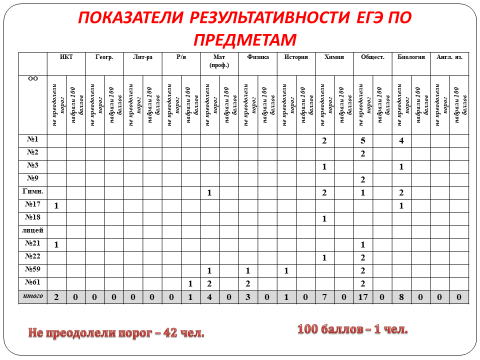 ПОКАЗАТЕЛИ РЕЗУЛЬТАТИВНОСТИ ЕГЭ ПО
ПРЕДМЕТАМ
ОО ИКТ Геогр. Лит-ра Р/я Мат (проф.) Физика История Химия Общест. Биология Англ. яз.
не преодолели порог набрали 100 баллов не преодолели порог набрали 100 баллов не преодолели порог набрали 100 баллов не преодолели порог набрали 100 баллов не преодолели порог набрали 100 баллов не преодолели порог набрали 100 баллов не преодолели порог набрали 100 баллов не преодолели порог набрали 100 баллов не преодолели порог набрали 100 баллов не преодолели порог набрали 100 баллов не преодолели порог набрали 100 баллов
№1 2 5 4
№2 2
№3 1 1
№9 2
Гимн. 1 2 1 2
№17 1 1
№18 1
лицей
№21 1 1
№22 1 2
№59 1 1 1 2
№61 1 2 2 2
итого 2 0 0 0 0 0 0 1 4 0 3 0 1 0 7 0 17 0 8 0 0 0
Не преодолели порог – 42 чел.
100 баллов – 1 чел.